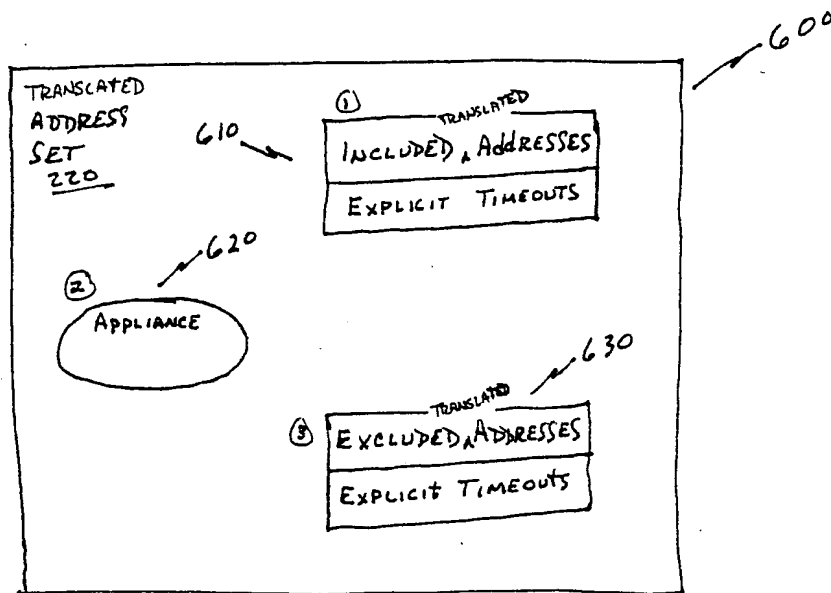 600
TRANSLATED
ADDRESS
SET
220
610
①
TRANSLATED
INCLUDED ‸ ADDRESSES
EXPLICIT TIMEOUTS
620
②
APPLIANCE
630
③
TRANSLATED
EXCLUDED ‸ ADDRESSES
EXPLICIT TIMEOUTS